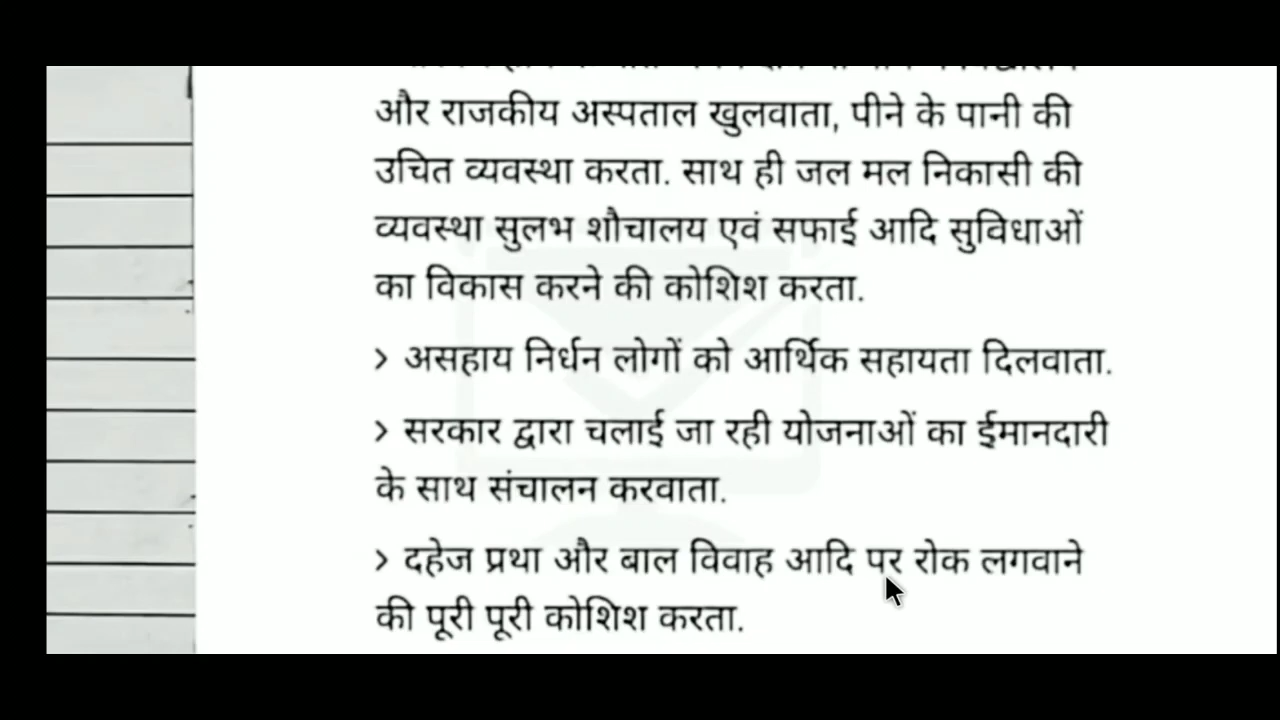 और राजकीय अस्पताल खुलवाता, पीने के पानी की
उचित व्यवस्था करता. साथ ही जल मल निकासी की
व्यवस्था सुलभ शौचालय एवं सफाई आदि सुविधाओं
का विकास करने की कोशिश करता.
> असहाय निर्धन लोगों को आर्थिक सहायता दिलवाता.
> सरकार द्वारा चलाई जा रही योजनाओं का ईमानदारी
के साथ संचालन करवाता.
> दहेज प्रथा और बाल विवाह आदि पर रोक लगवाने
की पूरी पूरी कोशिश करता.